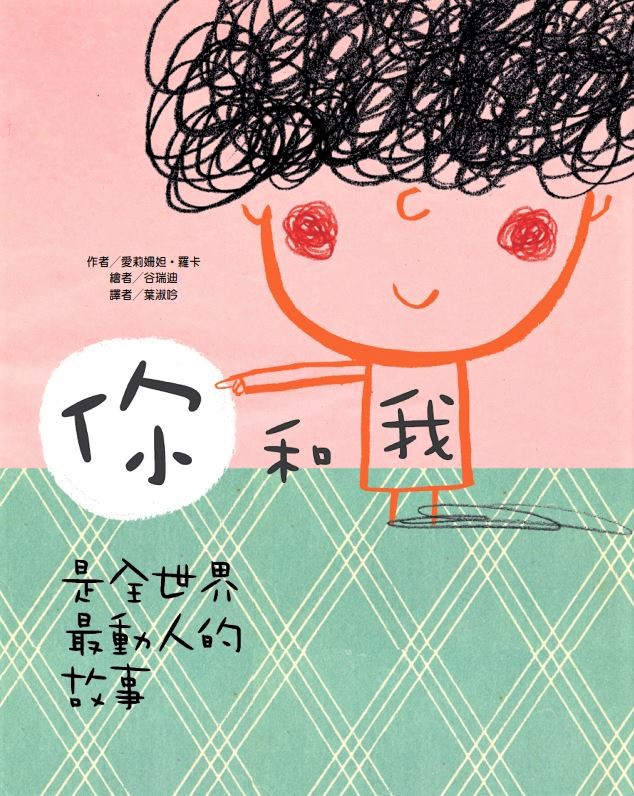 作者／愛莉姍妲・羅卡
繪者／谷瑞迪
譯者／葉淑吟
你和我
是全世界
最動人的
故事